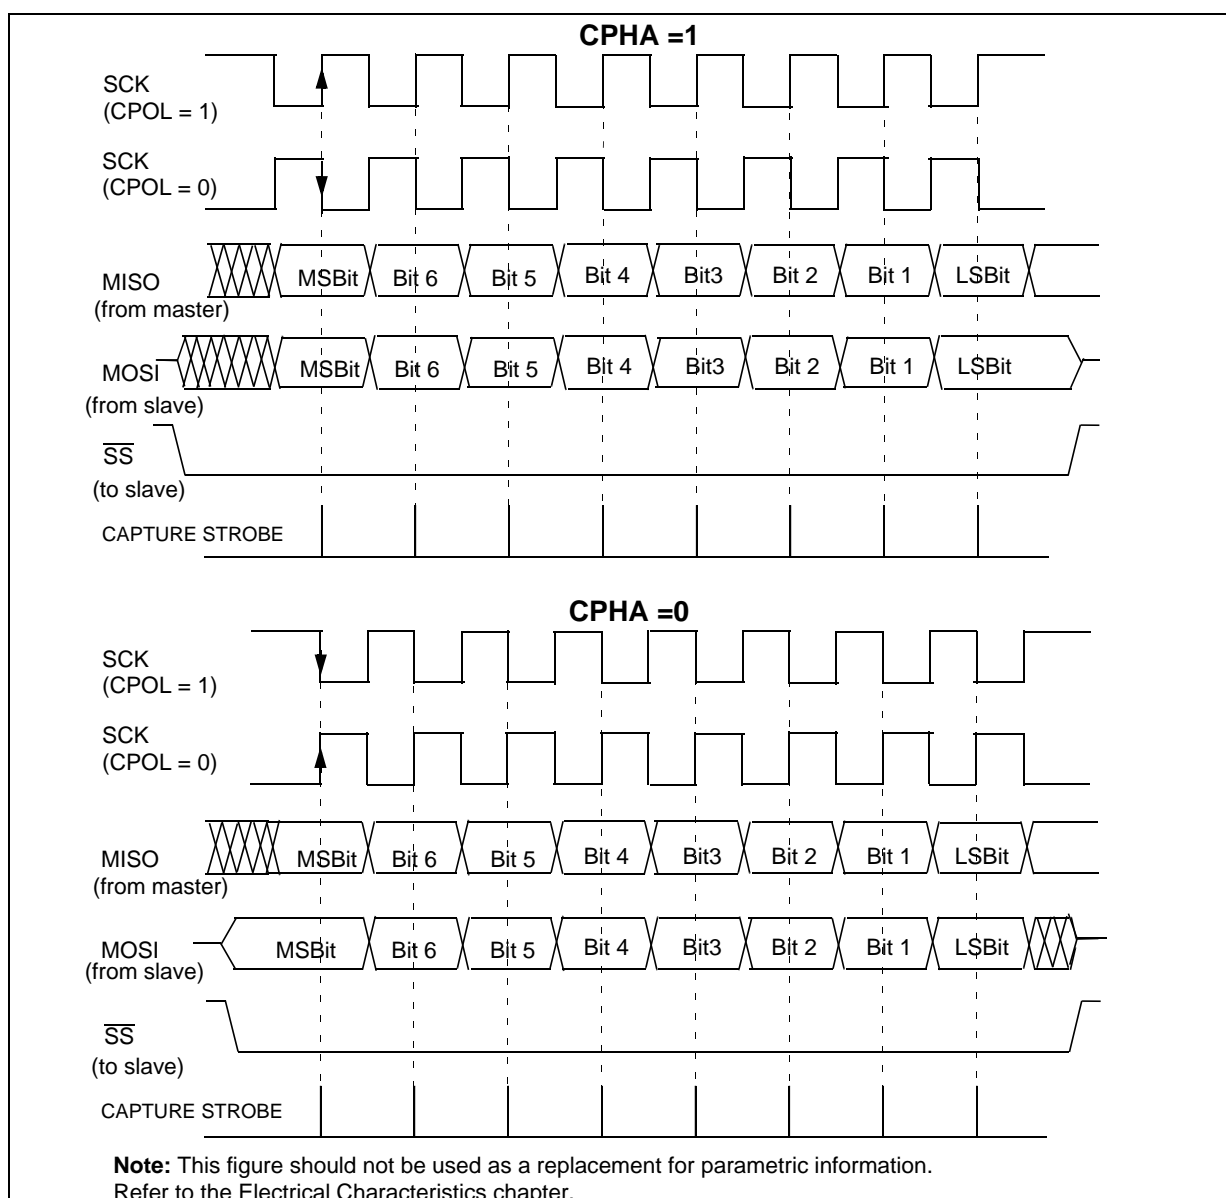 CPHA =1
SCK
(CPOL = 1)
SCK
(CPOL = 0)
MISO
(from master)
MSBit Bit 6 Bit 5 Bit 4 Bit3 Bit 2 Bit 1 LSBit
MOSI
(from slave)
MSBit Bit 6 Bit 5 Bit 4 Bit3 Bit 2 Bit 1 LSBit
SS
(to slave)
CAPTURE STROBE
CPHA =0
SCK
(CPOL = 1)
SCK
(CPOL = 0)
MISO
(from master)
MSBit Bit 6 Bit 5 Bit 4 Bit3 Bit 2 Bit 1 LSBit
MOSI
(from slave)
MSBit Bit 6 Bit 5 Bit 4 Bit3 Bit 2 Bit 1 LSBit
SS
(to slave)
CAPTURE STROBE
Note: This figure should not be used as a replacement for parametric information.
Refer to the Electrical Characteristics chapter.